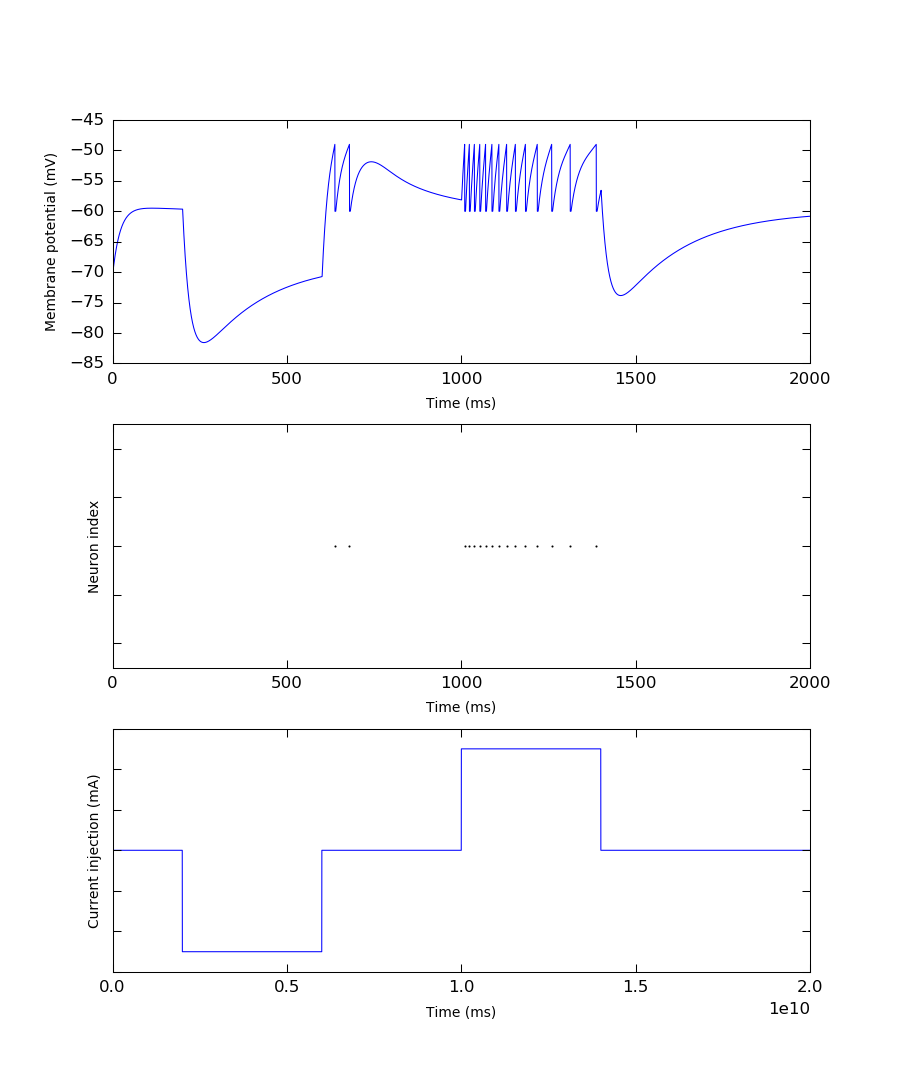 −45
−50
−55
−60
−65
−70
−75
−80
−85
Membrane potential (mV)
0 500 1000 1500 2000
Time (ms)
Neuron index
0 500 1000 1500 2000
Time (ms)
Current injection (mA)
0.0 0.5 1.0 1.5 2.0
1e10
Time (ms)